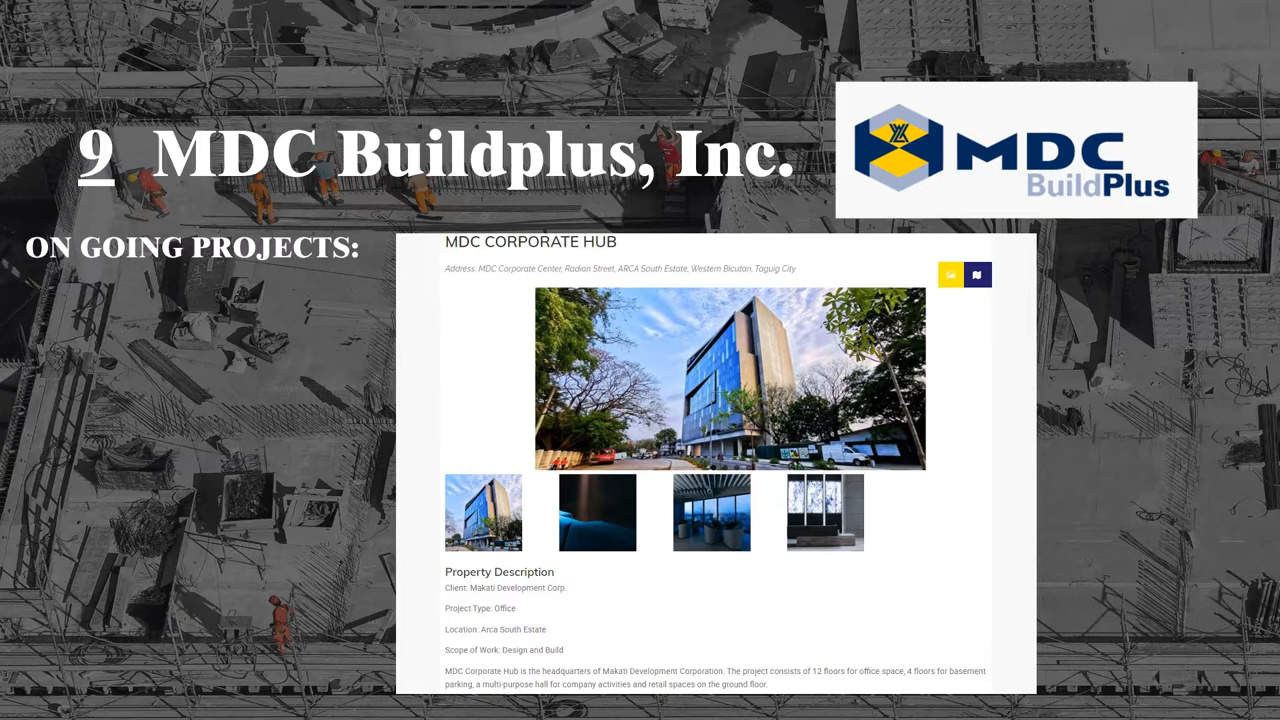 9 MDC Buildplus, Inc.
MDC
BuildPlus
ON GOING PROJECTS:
MDC CORPORATE HUB
Address: MDC Corporate Center, Radian Street, ARCA South Estate, Western Bicutan, Taguig City
Property Description
Client: Makati Development Corp.
Project Type: Office
Location: Arca South Estate
Scope of Work: Design and Build
MDC Corporate Hub is the headquarters of Makati Development Corporation. The project consists of 12 floors for office space, 4 floors for basement
parking, a multi-purpose hall for company activities and retail spaces on the ground floor.